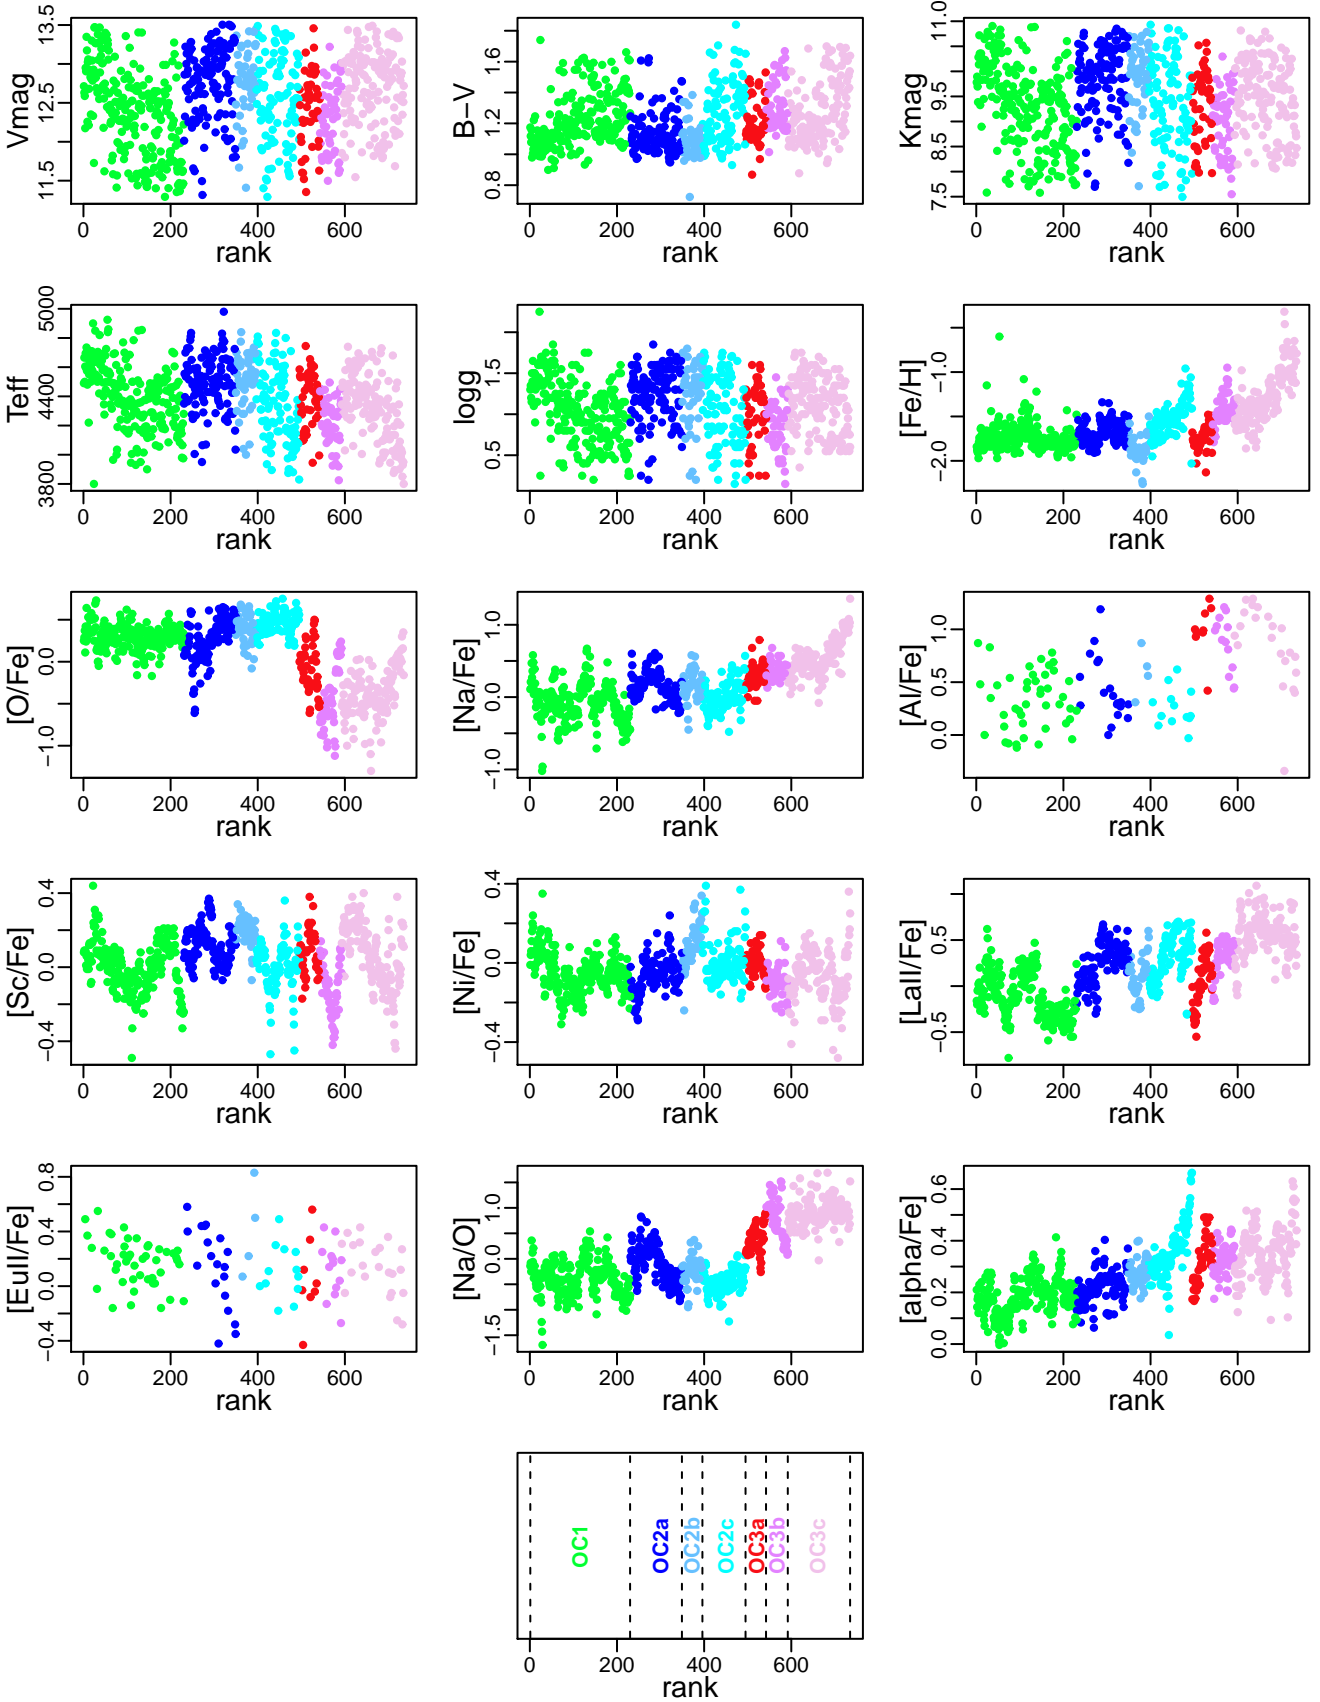 Vmag
11.5 12.5 13.5
0 200 400 600
rank
B−V
0.8 1.2 1.6
0 200 400 600
rank
Kmag
7.5 8.5 9.5 11.0
0 200 400 600
rank
Teff
3800 4400 5000
0 200 400 600
rank
logg
0.5 1.5
0 200 400 600
rank
[Fe/H]
−2.0 −1.0
0 200 400 600
rank
[O/Fe]
−1.0 0.0
0 200 400 600
rank
[Na/Fe]
−1.0 0.0 1.0
0 200 400 600
rank
[Al/Fe]
0.0 0.5 1.0
0 200 400 600
rank
[Sc/Fe]
−0.4 0.0 0.4
0 200 400 600
rank
[Ni/Fe]
−0.4 0.0 0.4
0 200 400 600
rank
[LaII/Fe]
−0.5 0.5
0 200 400 600
rank
[EuII/Fe]
−0.4 0.0 0.4 0.8
0 200 400 600
rank
[Na/O]
−1.5 0.0 1.0
0 200 400 600
rank
[alpha/Fe]
0.0 0.2 0.4 0.6
0 200 400 600
rank
OC1
OC2a
OC2b
OC2c
OC3a
OC3b
OC3c
0 200 400 600
rank